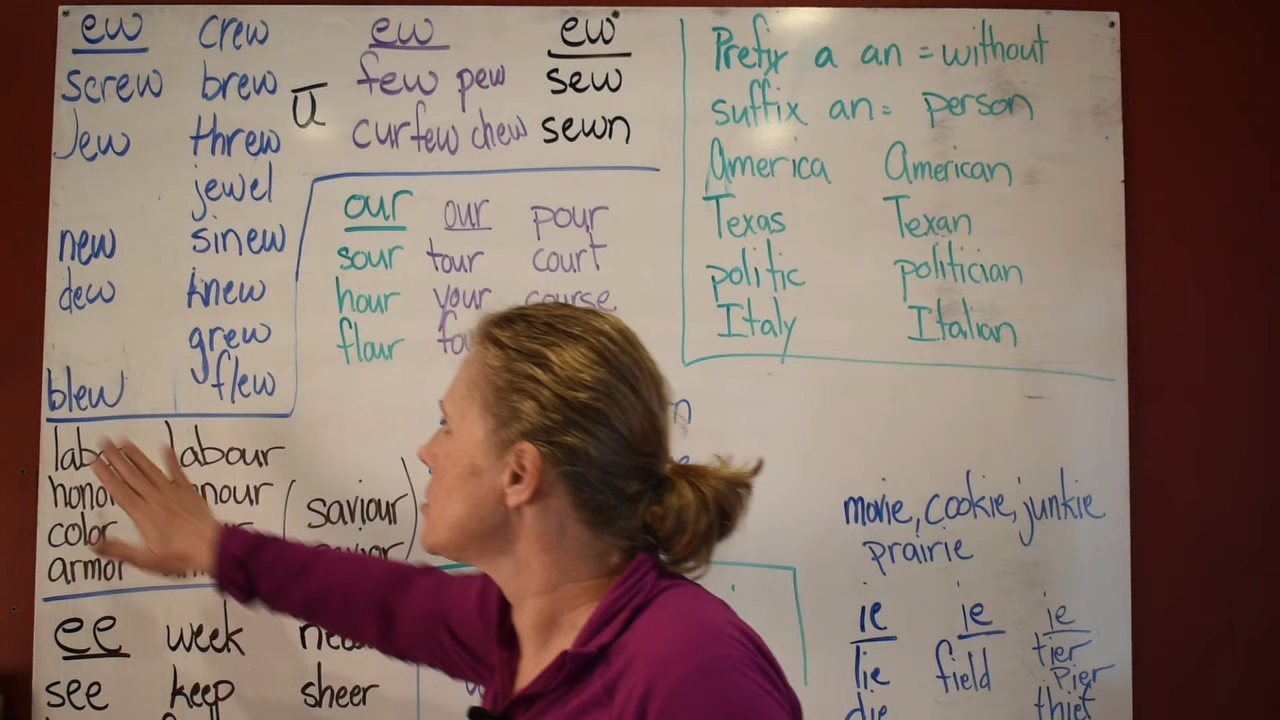 ew crew
screw brew
Jew threw
jewel
new sinew
dew knew
grew
blew flew
ū
ew
few pew
curfew chew
ew
sew
sewn
our our pour
sour tour court
hour your course
flour
Prefix a an = without
suffix an = person
America American
Texas Texan
politic politician
Italy Italian
labour
color
armor
(saviour
ee week
see keep sheer
movie, cookie, junkie
prairie
ie ie ie
lie field tier
Pier
die thief